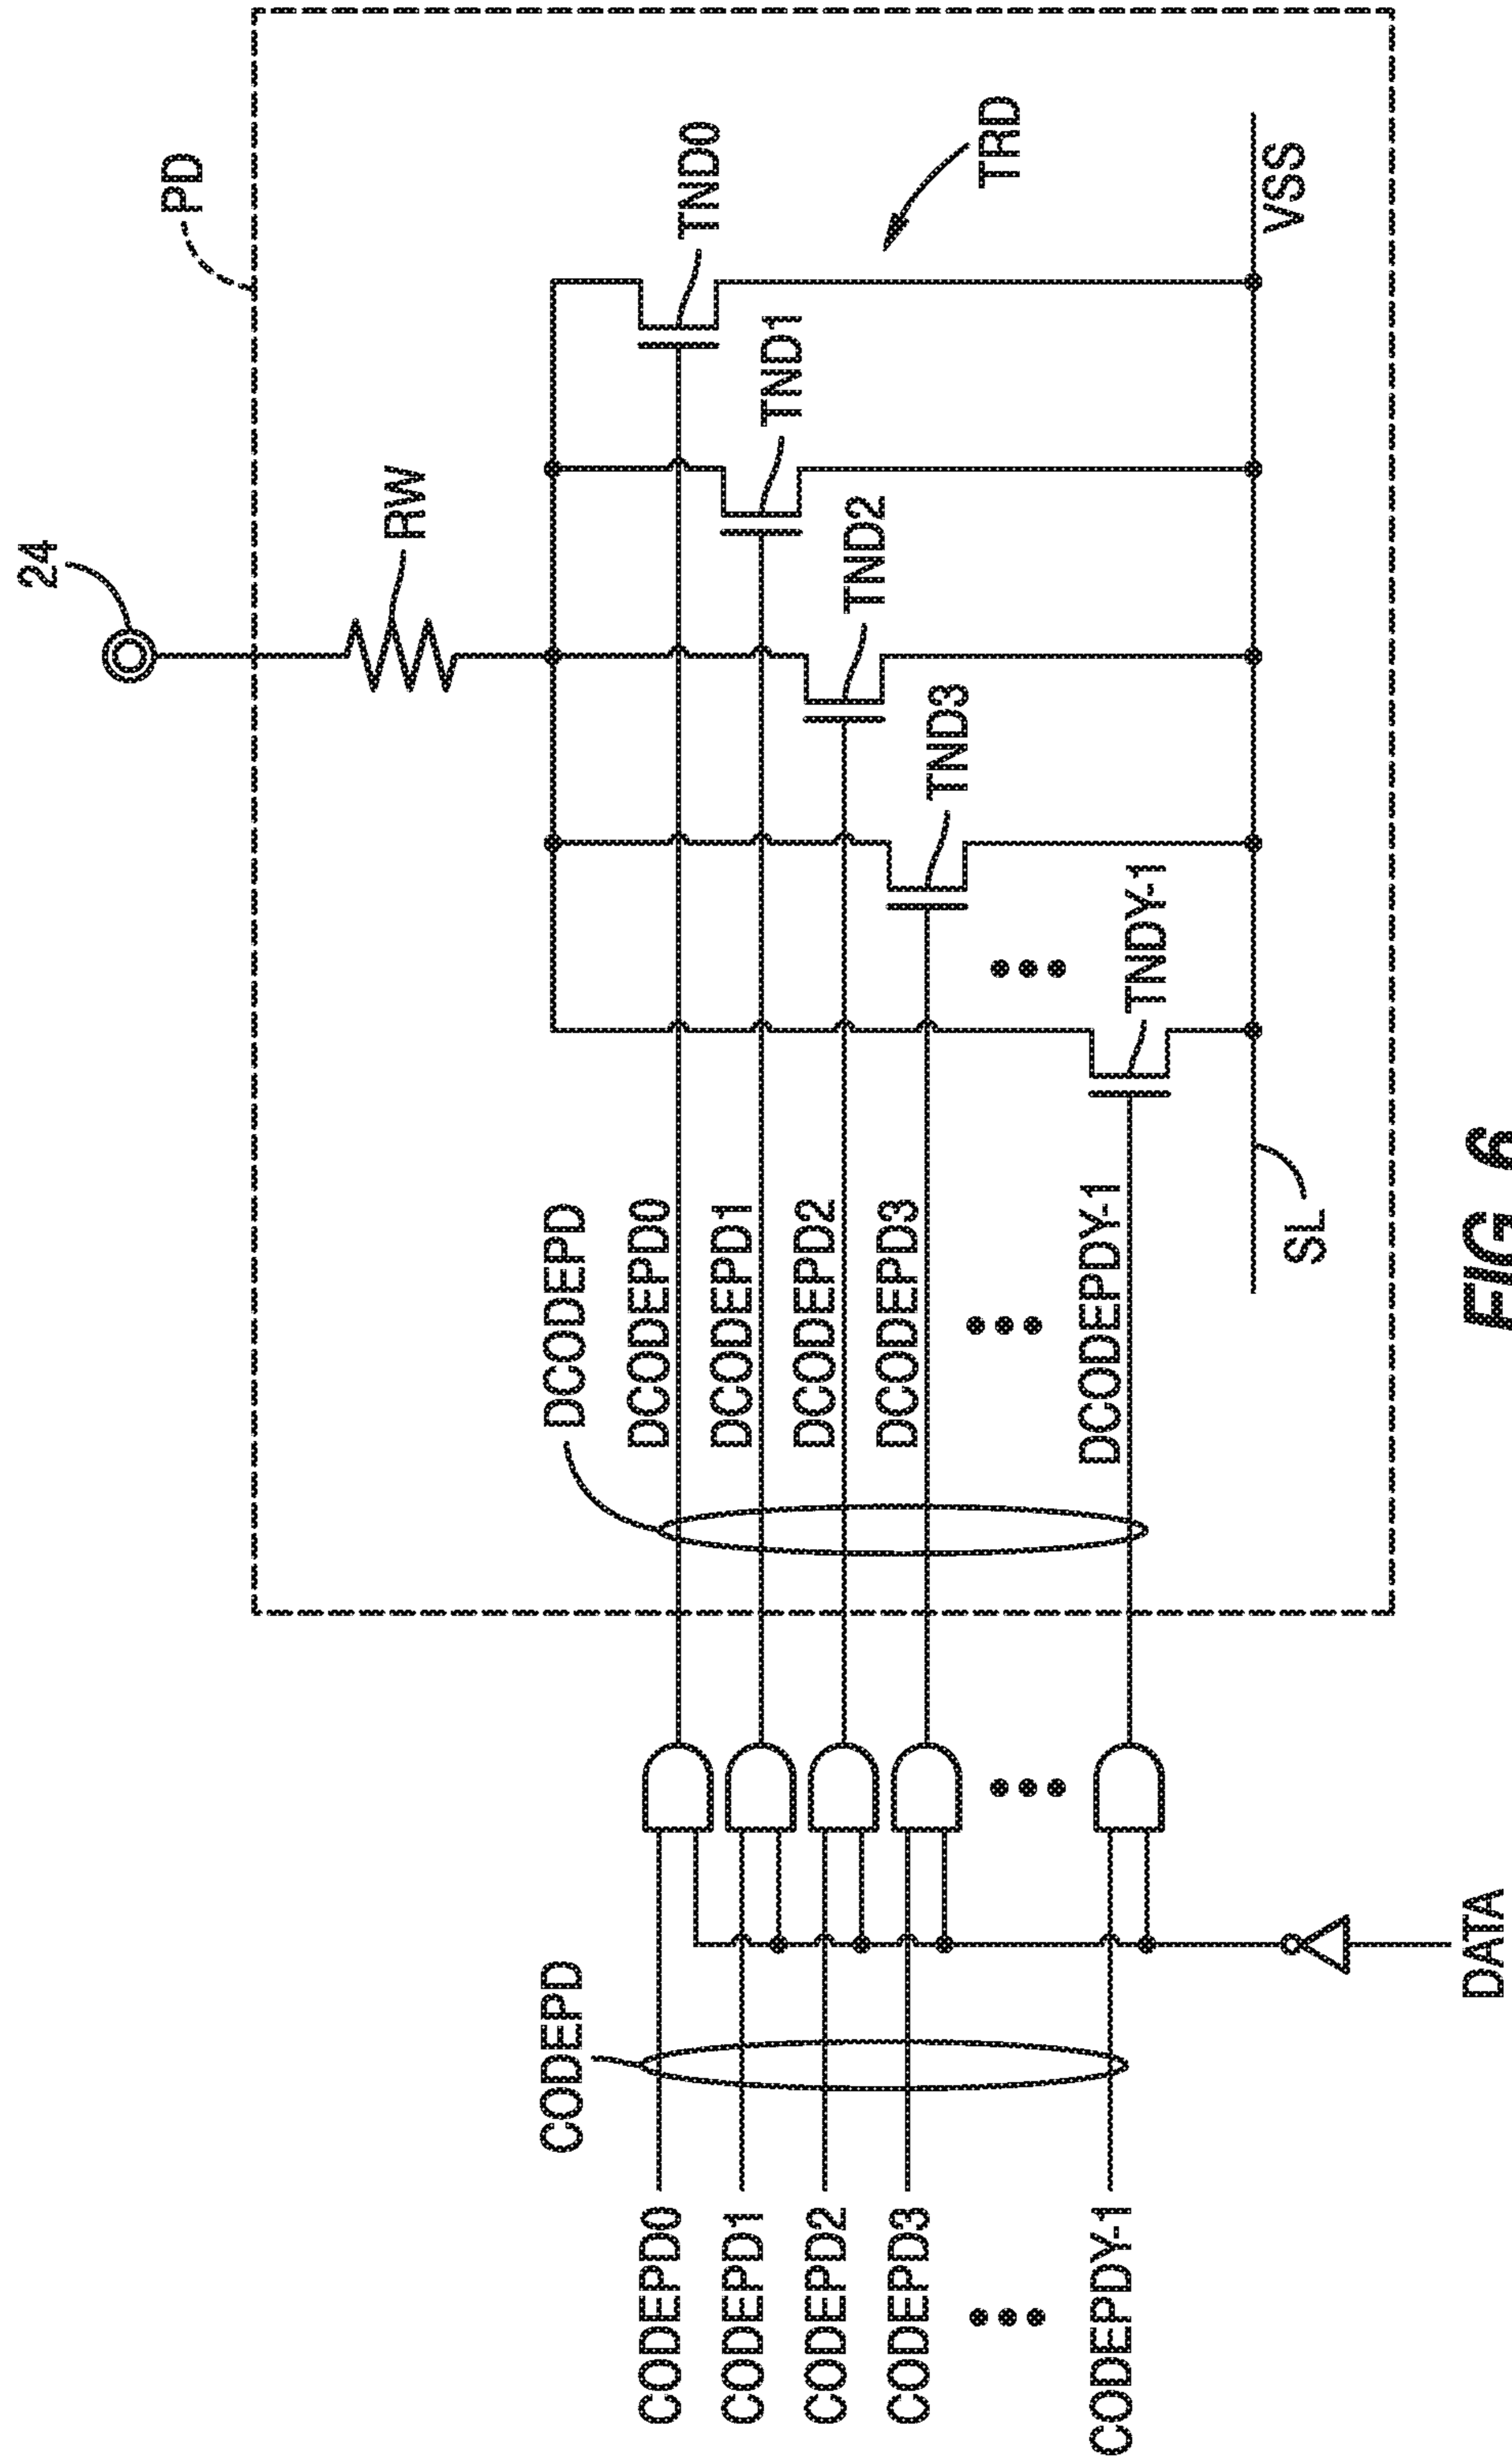 24
PD
RW
TND0
TND1
TND2
TND3
TNDY-1
TRD
VSS
SL
DCODEPD
DCODEPD0
DCODEPD1
DCODEPD2
DCODEPD3
DCODEPDY-1
CODEPD
CODEPD0
CODEPD1
CODEPD2
CODEPD3
CODEPDY-1
DATA
FIG. 6